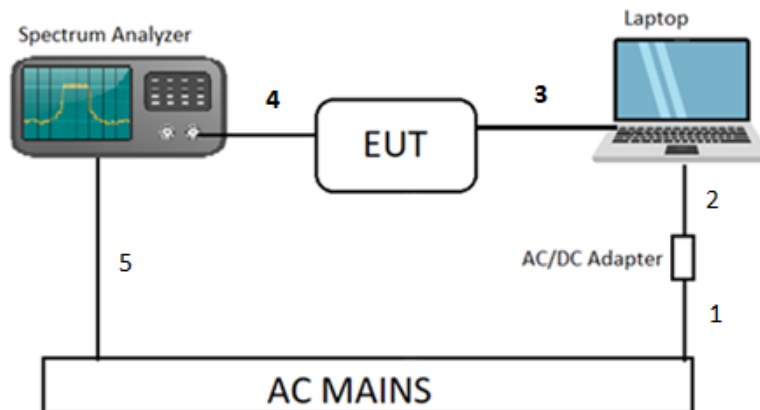 Laptop
Spectrum Analyzer
4
3
EUT
2
5
AC/DC Adapter
1
AC MAINS